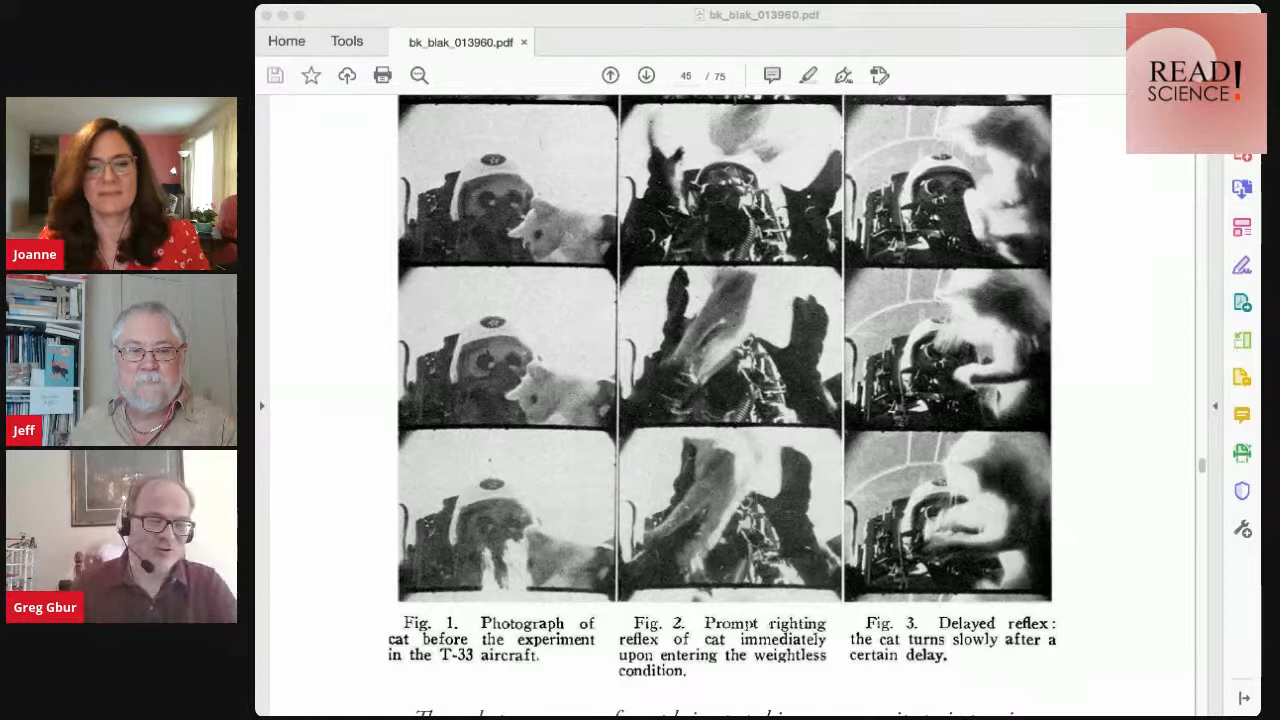 bk_blak_013960.pdf
Home
Tools
bk_blak_013960.pdf ×
45 / 75
READ
SCIENCE!
Joanne
Jeff
Greg Gbur
Fig. 1. Photograph of
cat before the experiment
in the T-33 aircraft.
Fig. 2. Prompt righting
reflex of cat immediately
upon entering the weightless
condition.
Fig. 3. Delayed reflex:
the cat turns slowly after a
certain delay.